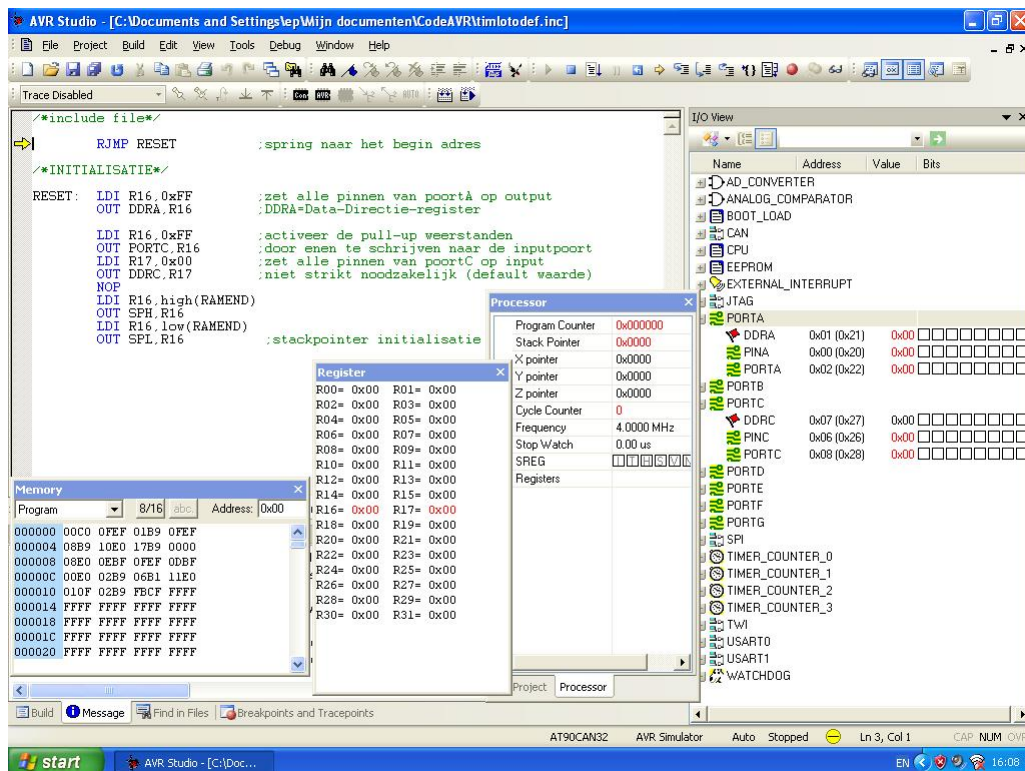 AVR Studio - [C:\Documents and Settings\ep\Wijn documenten\CodeAVR\timlotodef.inc]
File Project Build Edit View Tools Debug Window Help
Trace Disabled
Con AVR AUTO
/*include file*/
RJMP RESET ;spring naar het begin adres
/*INITIALISATIE*/
RESET: LDI R16,0xFF ;zet alle pinnen van poortA op output
OUT DDRA,R16 ;DDRA=Data-Directie-register
LDI R16,0xFF ;activeer de pull-up weerstanden
OUT PORTC,R16 ;door enen te schrijven naar de inputpoort
LDI R17,0x00 ;zet alle pinnen van poortC op input
OUT DDRC,R17 ;niet strikt noodzakelijk (default waarde)
NOP
LDI R16,high(RAMEND)
OUT SPH,R16
LDI R16,low(RAMEND)
OUT SPL,R16 ;stackpointer initialisatie
Processor
Program Counter 0x000000
Stack Pointer 0x0000
X pointer 0x0000
Y pointer 0x0000
Z pointer 0x0000
Cycle Counter 0
Frequency 4.0000 MHz
Stop Watch 0.00 us
SREG I T H S V N
Registers
Project Processor
Register
R00= 0x00 R01= 0x00
R02= 0x00 R03= 0x00
R04= 0x00 R05= 0x00
R06= 0x00 R07= 0x00
R08= 0x00 R09= 0x00
R10= 0x00 R11= 0x00
R12= 0x00 R13= 0x00
R14= 0x00 R15= 0x00
R16= 0x00 R17= 0x00
R18= 0x00 R19= 0x00
R20= 0x00 R21= 0x00
R22= 0x00 R23= 0x00
R24= 0x00 R25= 0x00
R26= 0x00 R27= 0x00
R28= 0x00 R29= 0x00
R30= 0x00 R31= 0x00
Memory
Program 8/16 abc. Address: 0x00
000000 00C0 0FEF 01B9 0FEF
000004 08B9 10E0 17B9 0000
000008 08E0 0EBF 0FEF 0DBF
00000C 00E0 02B9 06B1 11E0
000010 010F 02B9 FBCF FFFF
000014 FFFF FFFF FFFF FFFF
000018 FFFF FFFF FFFF FFFF
00001C FFFF FFFF FFFF FFFF
000020 FFFF FFFF FFFF FFFF
I/O View
Name Address Value Bits
AD_CONVERTER
ANALOG_COMPARATOR
BOOT_LOAD
CAN
CPU
EEPROM
EXTERNAL_INTERRUPT
JTAG
PORTA
DDRA 0x01 (0x21) 0x00
PINA 0x00 (0x20) 0x00
PORTA 0x02 (0x22) 0x00
PORTB
PORTC
DDRC 0x07 (0x27) 0x00
PINC 0x06 (0x26) 0x00
PORTC 0x08 (0x28) 0x00
PORTD
PORTE
PORTF
PORTG
SPI
TIMER_COUNTER_0
TIMER_COUNTER_1
TIMER_COUNTER_2
TIMER_COUNTER_3
TWI
USART0
USART1
WATCHDOG
Build Message Find in Files Breakpoints and Tracepoints
AT90CAN32 AVR Simulator Auto Stopped Ln 3, Col 1 CAP NUM OVR
start AVR Studio - [C:\Doc... EN 16:08